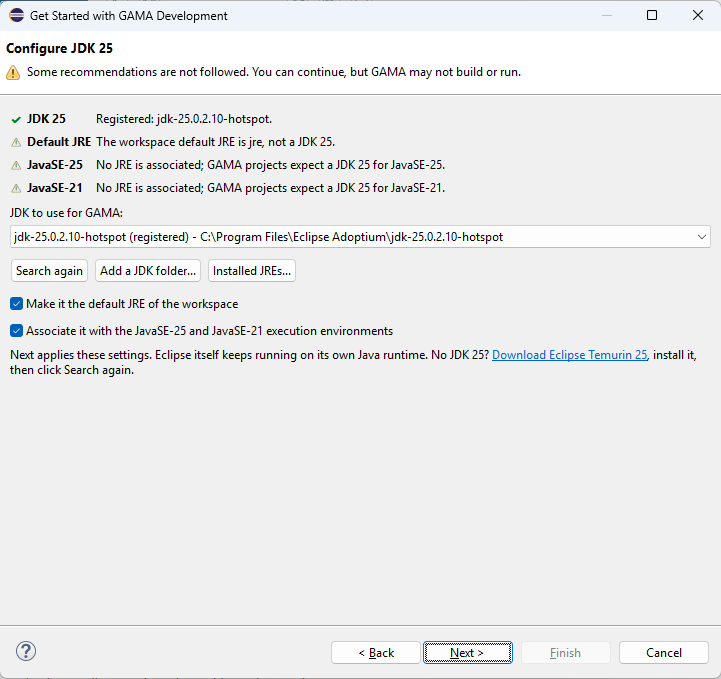 Get Started with GAMA Development
Configure JDK 25
Some recommendations are not followed. You can continue, but GAMA may not build or run.
JDK 25 Registered: jdk-25.0.2.10-hotspot.
Default JRE The workspace default JRE is jre, not a JDK 25.
JavaSE-25 No JRE is associated; GAMA projects expect a JDK 25 for JavaSE-25.
JavaSE-21 No JRE is associated; GAMA projects expect a JDK 25 for JavaSE-21.
JDK to use for GAMA:
jdk-25.0.2.10-hotspot (registered) - C:\Program Files\Eclipse Adoptium\jdk-25.0.2.10-hotspot
Search again Add a JDK folder... Installed JREs...
Make it the default JRE of the workspace
Associate it with the JavaSE-25 and JavaSE-21 execution environments
Next applies these settings. Eclipse itself keeps running on its own Java runtime. No JDK 25? Download Eclipse Temurin 25, install it,
then click Search again.
? < Back Next > Finish Cancel